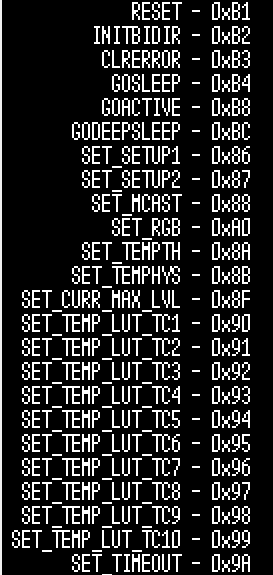 RESET - 0xB1
INITBIDIR - 0xB2
CLRERROR - 0xB3
GOSLEEP - 0xB4
GOACTIVE - 0xB8
GODEEPSLEEP - 0xBC
SET_SETUP1 - 0x86
SET_SETUP2 - 0x87
SET_MCAST - 0x88
SET_RGB - 0xA0
SET_TEMPTH - 0x8A
SET_TEMPHYS - 0x8B
SET_CURR_MAX_LVL - 0x8F
SET_TEMP_LUT_TC1 - 0x90
SET_TEMP_LUT_TC2 - 0x91
SET_TEMP_LUT_TC3 - 0x92
SET_TEMP_LUT_TC4 - 0x93
SET_TEMP_LUT_TC5 - 0x94
SET_TEMP_LUT_TC6 - 0x95
SET_TEMP_LUT_TC7 - 0x96
SET_TEMP_LUT_TC8 - 0x97
SET_TEMP_LUT_TC9 - 0x98
SET_TEMP_LUT_TC10 - 0x99
SET_TIMEOUT - 0x9A